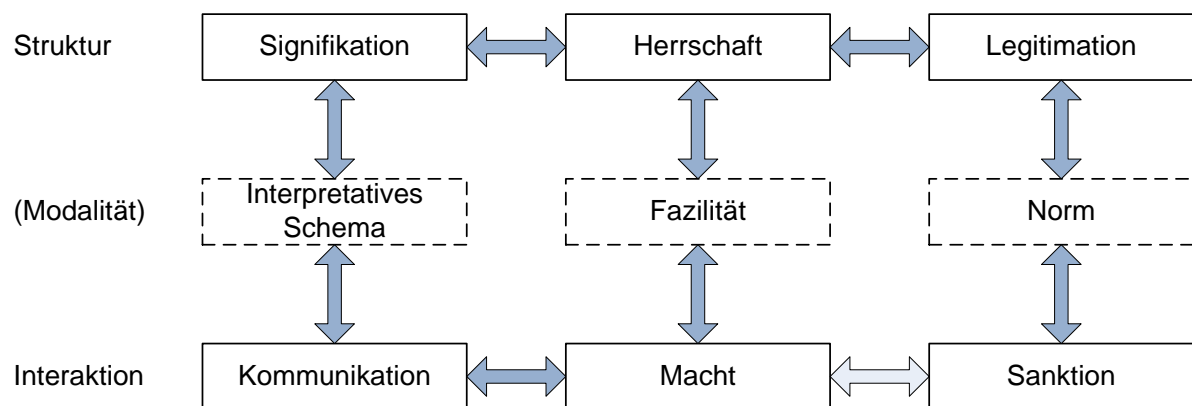 Struktur
Signifikation
Herrschaft
Legitimation
(Modalität)
Interpretatives
Schema
Fazilität
Norm
Interaktion
Kommunikation
Macht
Sanktion